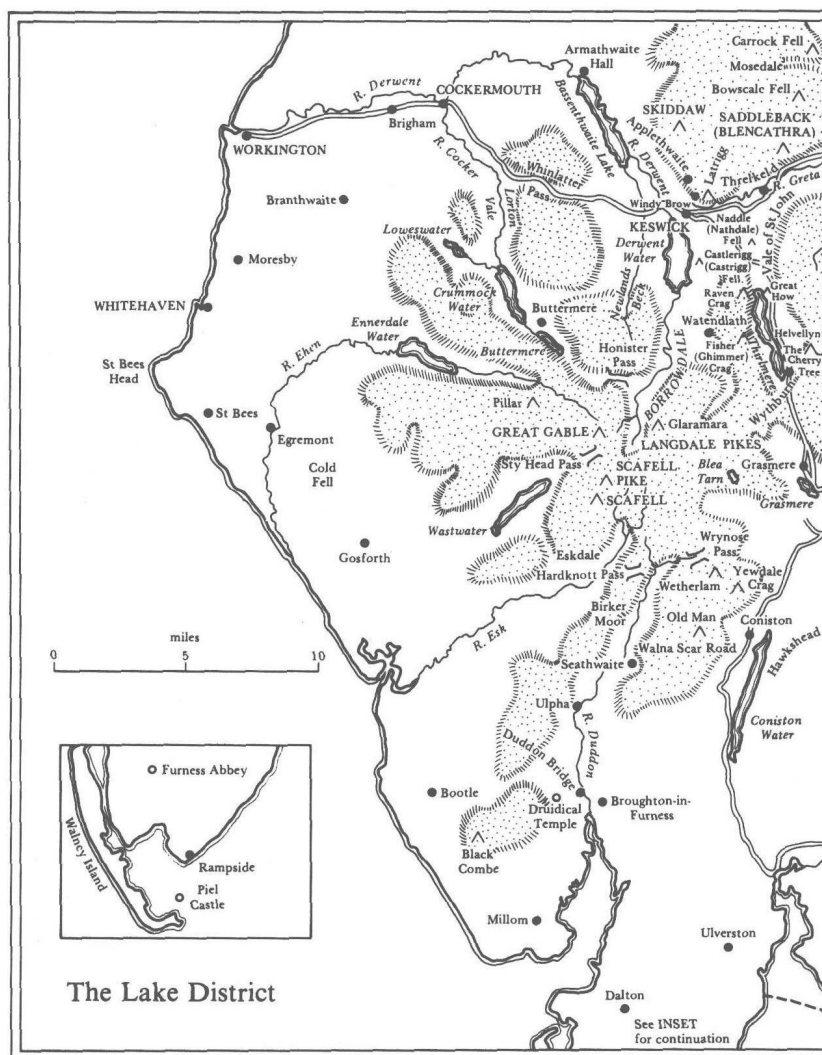 Carrock Fell
Mosedale
Bowscale Fell
SKIDDAW
SADDLEBACK
(BLENCATHRA)
Armathwaite
Hall
Bassenthwaite Lake
R. Derwent
COCKERMOUTH
Brigham
WORKINGTON
R. Derwent
Applethwaite
Latrigg
Threlkeld
R. Greta
R. Cocker
Whinlatter
Pass
Windy Brow
KESWICK
Naddle
(Nathdale)
Fell
Vale of St John
Branthwaite
Vale
Lorton
Loweswater
Derwent
Water
Newlands
Beck
Castlerigg
(Castrigg)
Fell
Moresby
Crummock
Water
Raven
Crag
Great
How
WHITEHAVEN
Buttermere
Watendlath
Helvellyn
Ennerdale
Water
Buttermere
Honister
Pass
Fisher
(Ghimmer)
Crag
Thirlmere
The
Cherry
Tree
St Bees
Head
R. Ehen
BORROWDALE
Wythburn
Pillar
St Bees
Egremont
GREAT GABLE
Glaramara
LANGDALE PIKES
Cold
Fell
Sty Head Pass
SCAFELL
PIKE
SCAFELL
Blea
Tarn
Grasmere
Grasmere
Wastwater
Gosforth
Eskdale
Wrynose
Pass
Hardknott Pass
Wetherlam
Yewdale
Crag
Birker
Moor
Old Man
Coniston
R. Esk
Walna Scar Road
Hawkshead
Seathwaite
miles
0 5 10
Ulpha
R. Duddon
Coniston
Water
Duddon Bridge
Furness Abbey
Bootle
Druidical
Temple
Broughton-in-
Furness
Walney Island
Rampside
Black
Combe
Piel
Castle
Millom
Ulverston
The Lake District
Dalton
See INSET
for continuation